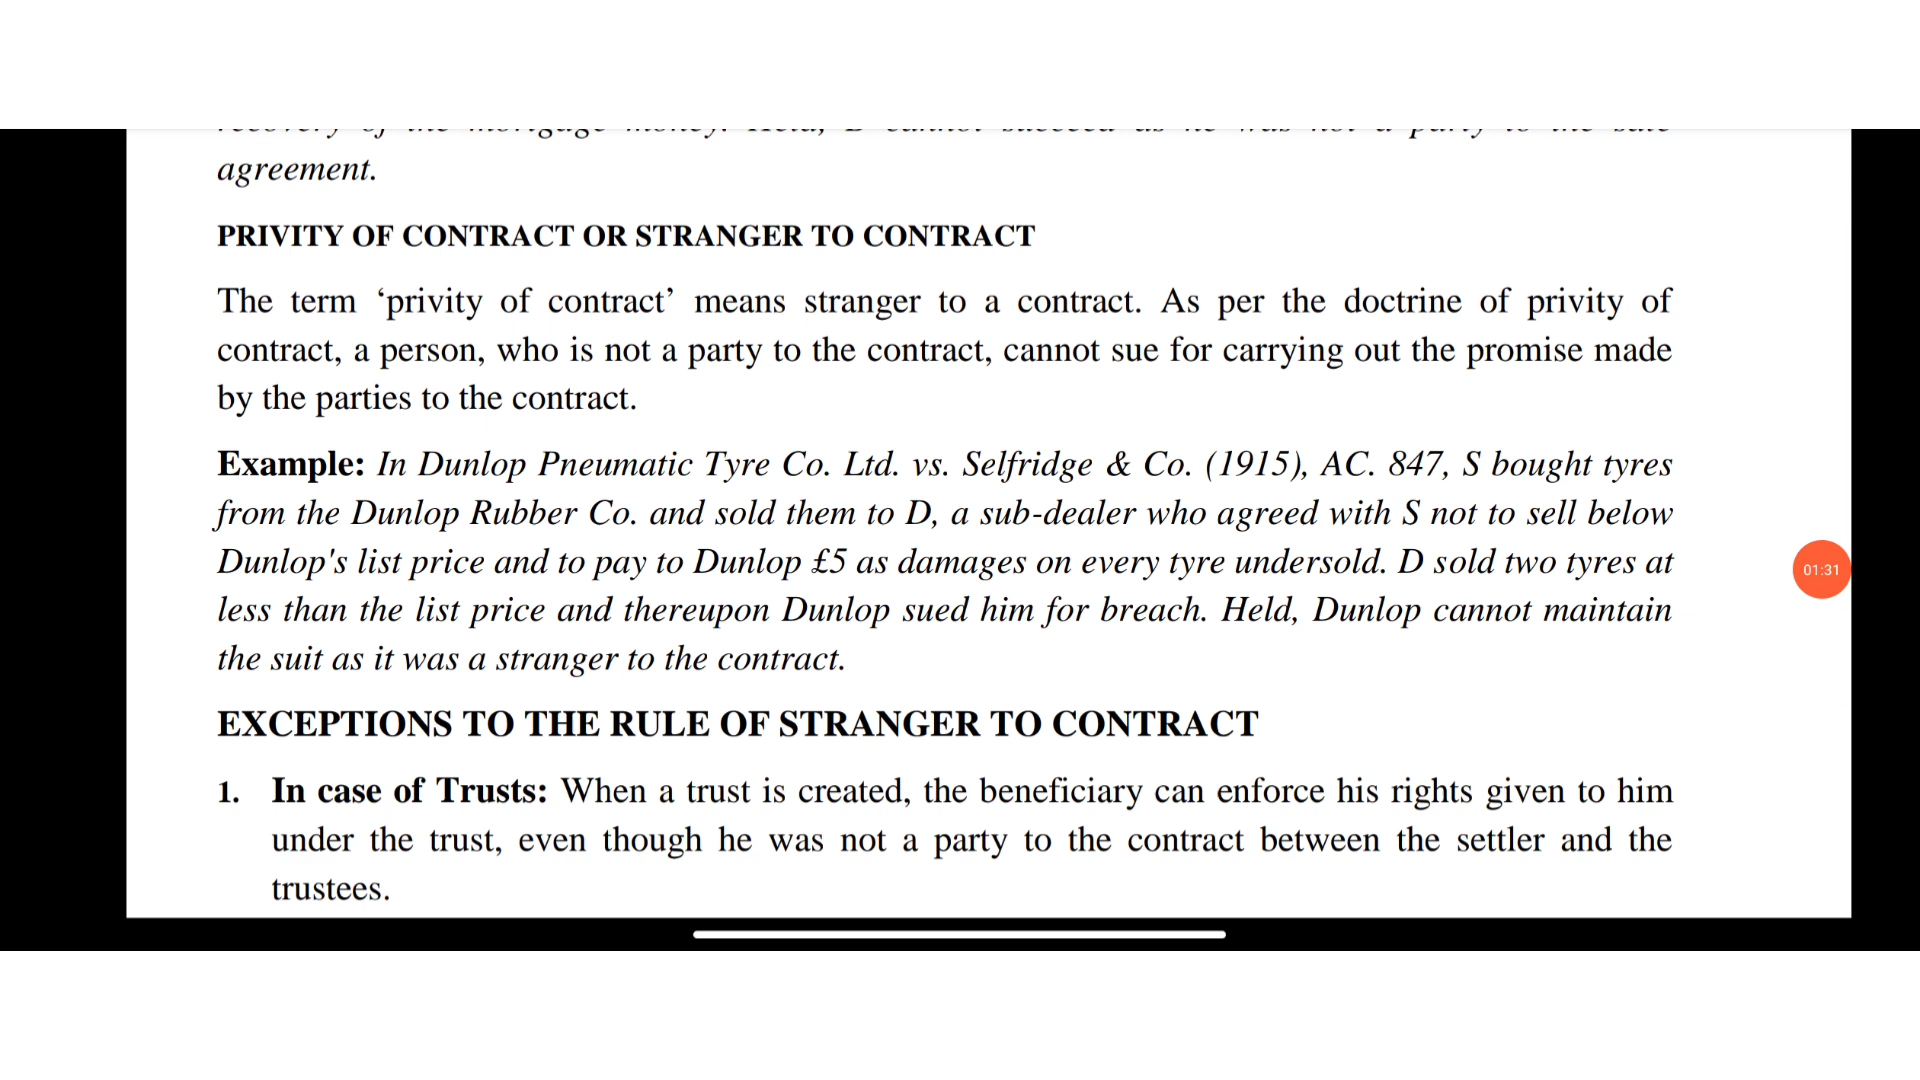 agreement.
PRIVITY OF CONTRACT OR STRANGER TO CONTRACT
The term ‘privity of contract’ means stranger to a contract. As per the doctrine of privity of
contract, a person, who is not a party to the contract, cannot sue for carrying out the promise made
by the parties to the contract.
Example: In Dunlop Pneumatic Tyre Co. Ltd. vs. Selfridge & Co. (1915), AC. 847, S bought tyres
from the Dunlop Rubber Co. and sold them to D, a sub-dealer who agreed with S not to sell below
Dunlop's list price and to pay to Dunlop £5 as damages on every tyre undersold. D sold two tyres at
less than the list price and thereupon Dunlop sued him for breach. Held, Dunlop cannot maintain
the suit as it was a stranger to the contract.
01:31
EXCEPTIONS TO THE RULE OF STRANGER TO CONTRACT
1. In case of Trusts: When a trust is created, the beneficiary can enforce his rights given to him
under the trust, even though he was not a party to the contract between the settler and the
trustees.